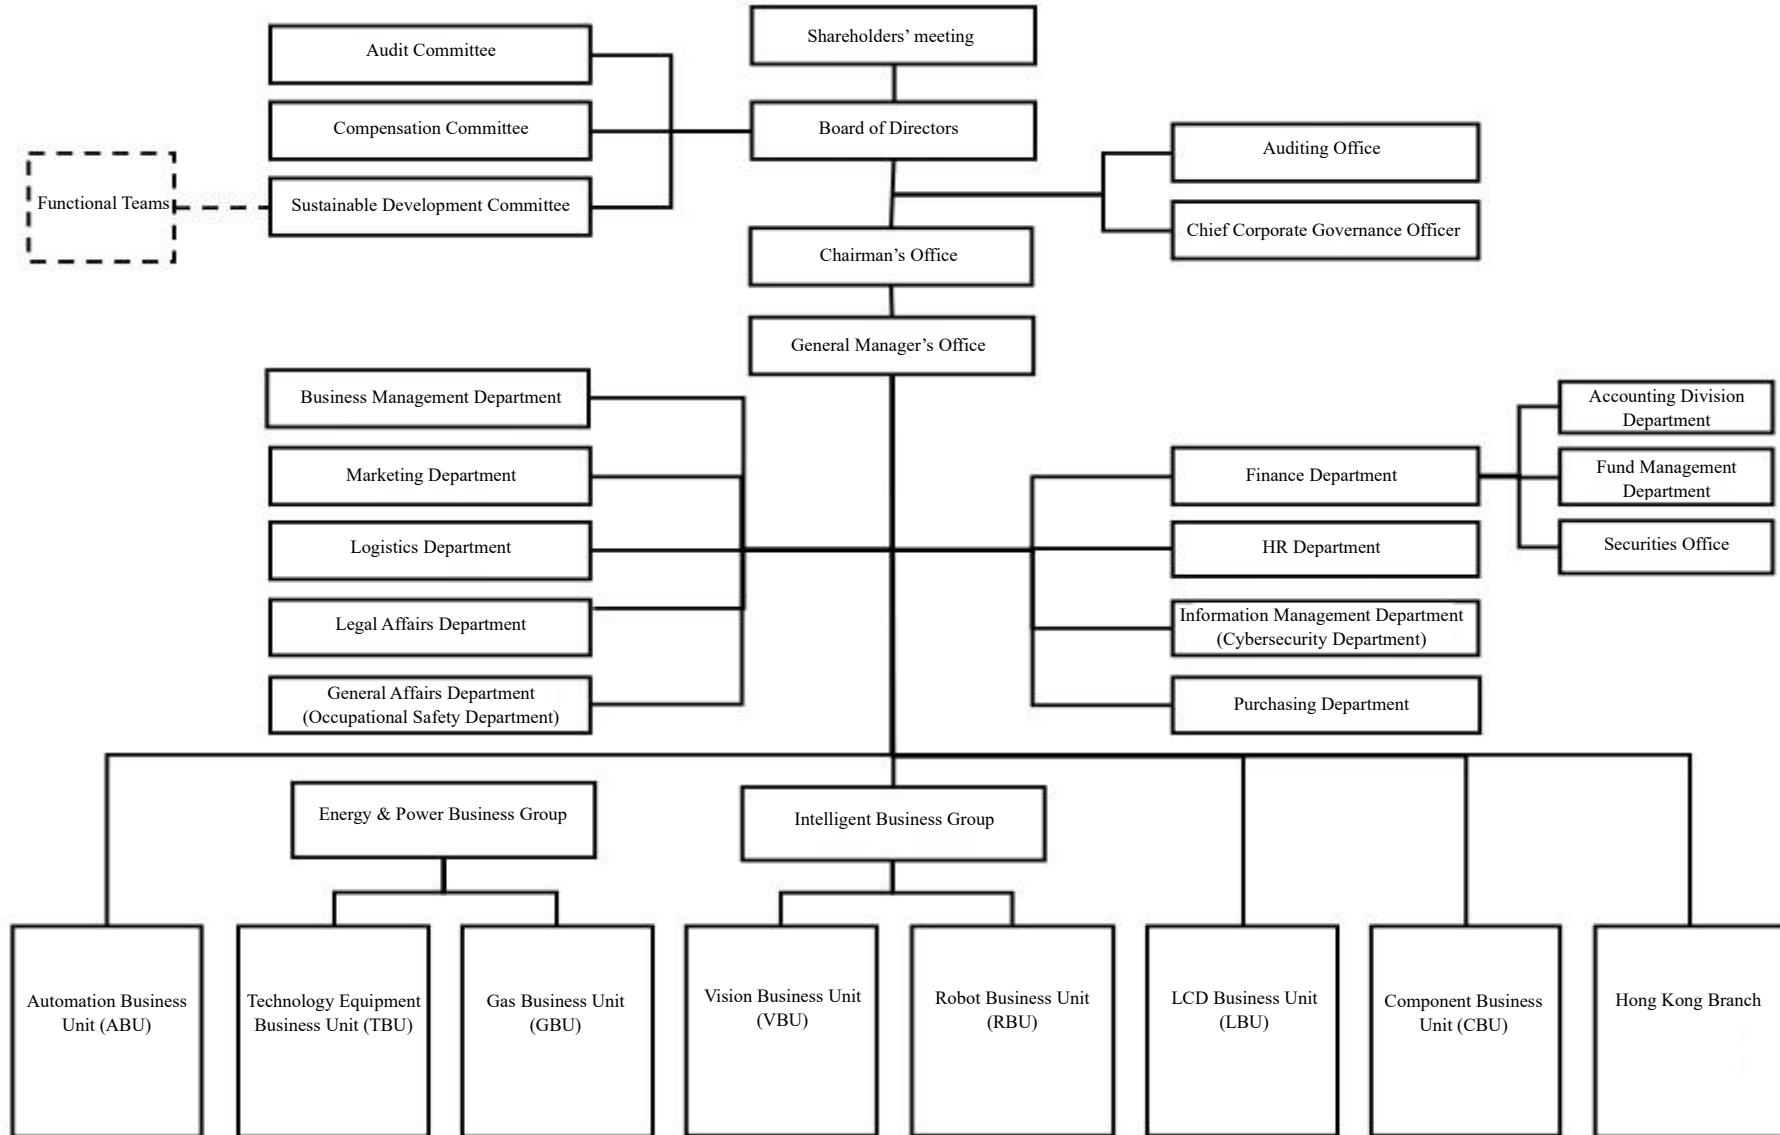 Shareholders’ meeting
Audit Committee
Compensation Committee
Board of Directors
Auditing Office
Functional Teams
Sustainable Development Committee
Chief Corporate Governance Officer
Chairman’s Office
General Manager’s Office
Business Management Department
Marketing Department
Logistics Department
Legal Affairs Department
General Affairs Department
(Occupational Safety Department)
Finance Department
HR Department
Information Management Department
(Cybersecurity Department)
Purchasing Department
Accounting Division
Department
Fund Management
Department
Securities Office
Energy & Power Business Group
Intelligent Business Group
Automation Business
Unit (ABU)
Technology Equipment
Business Unit (TBU)
Gas Business Unit
(GBU)
Vision Business Unit
(VBU)
Robot Business Unit
(RBU)
LCD Business Unit
(LBU)
Component Business
Unit (CBU)
Hong Kong Branch